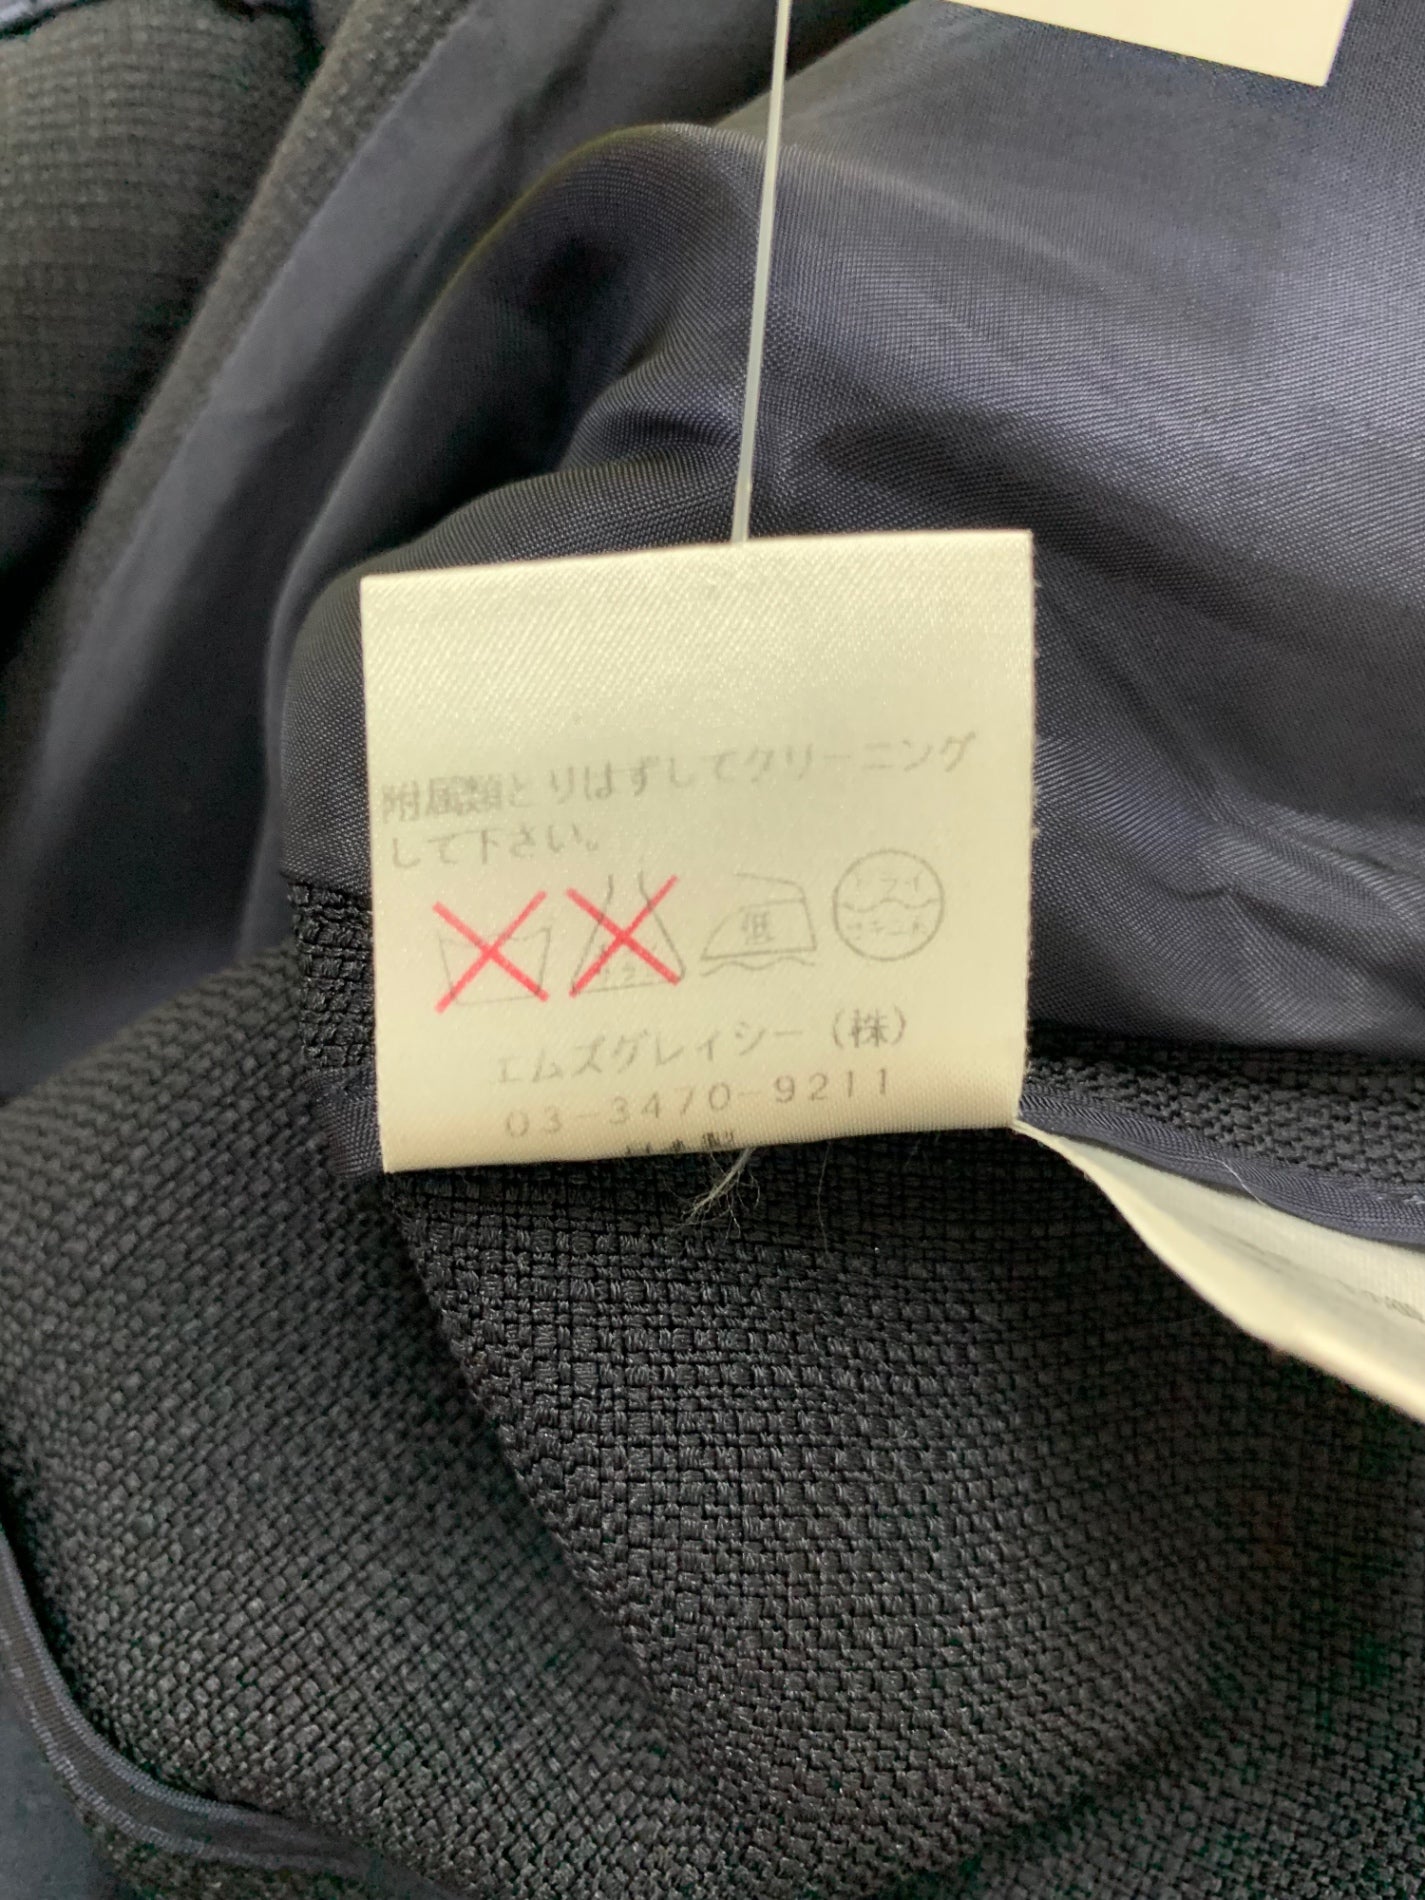 附属類とりはずしてクリーニング
して下さい。
低
ドライ
セキユ系
エムズグレイシー（株）
03-3470-9211